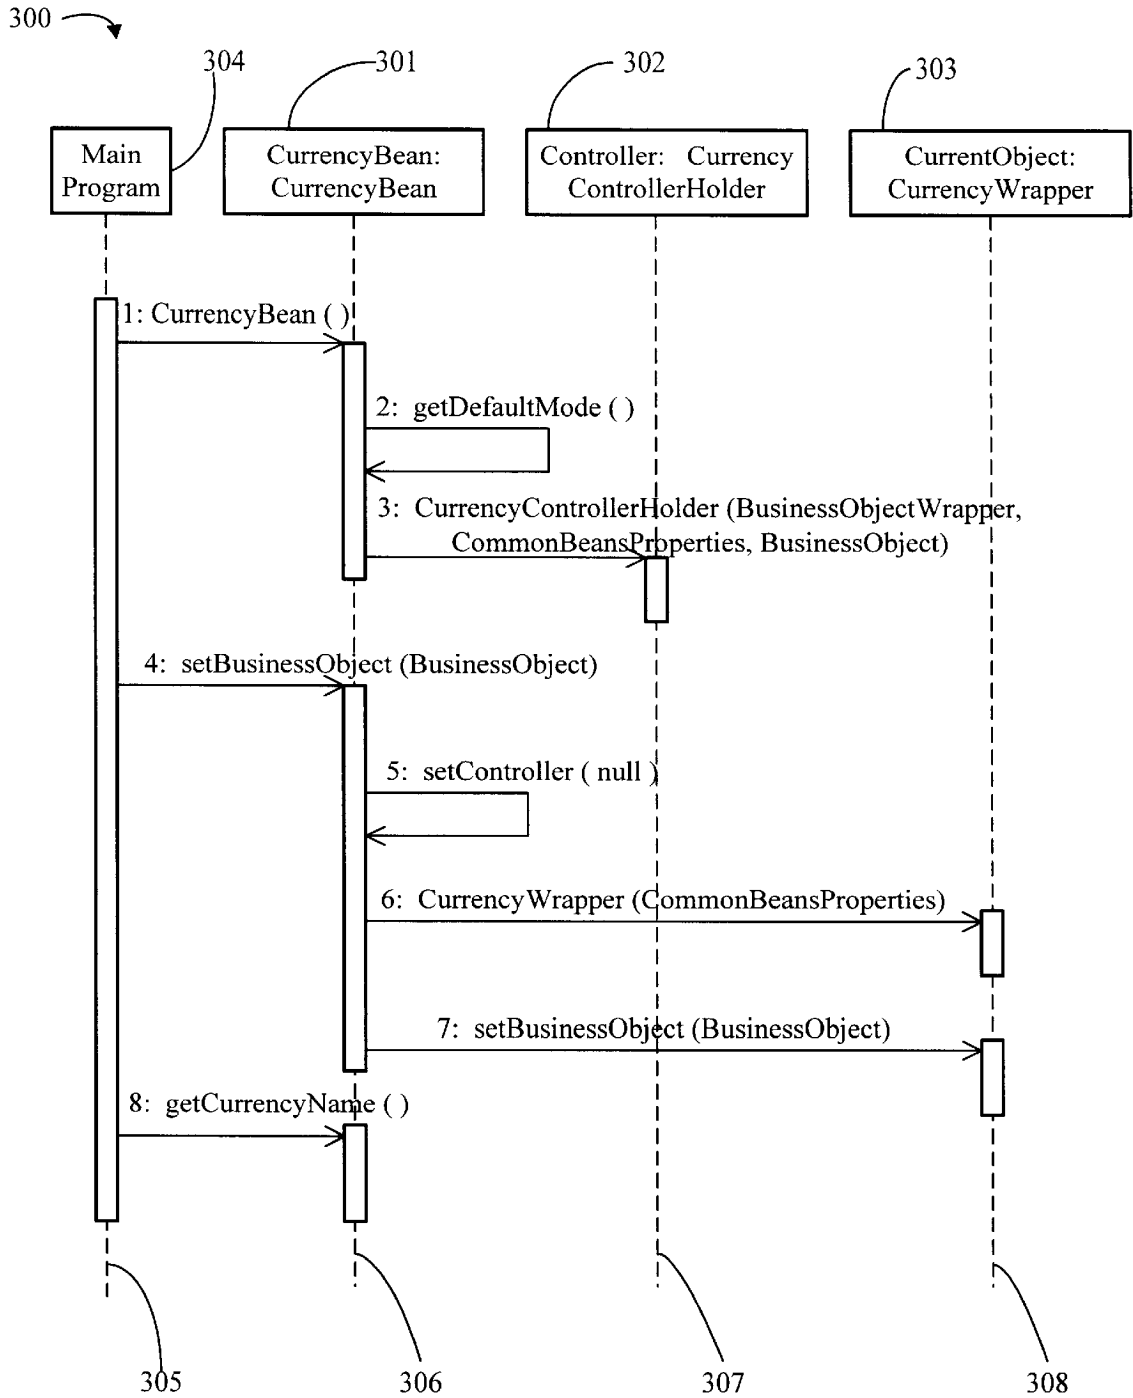 300
304
301
302
303
Main
Program
CurrencyBean:
CurrencyBean
Controller: Currency
ControllerHolder
CurrentObject:
CurrencyWrapper
1: CurrencyBean ( )
2: getDefaultMode ( )
3: CurrencyControllerHolder (BusinessObjectWrapper,
CommonBeansProperties, BusinessObject)
4: setBusinessObject (BusinessObject)
5: setController ( null )
6: CurrencyWrapper (CommonBeansProperties)
7: setBusinessObject (BusinessObject)
8: getCurrencyName ( )
305
306
307
308